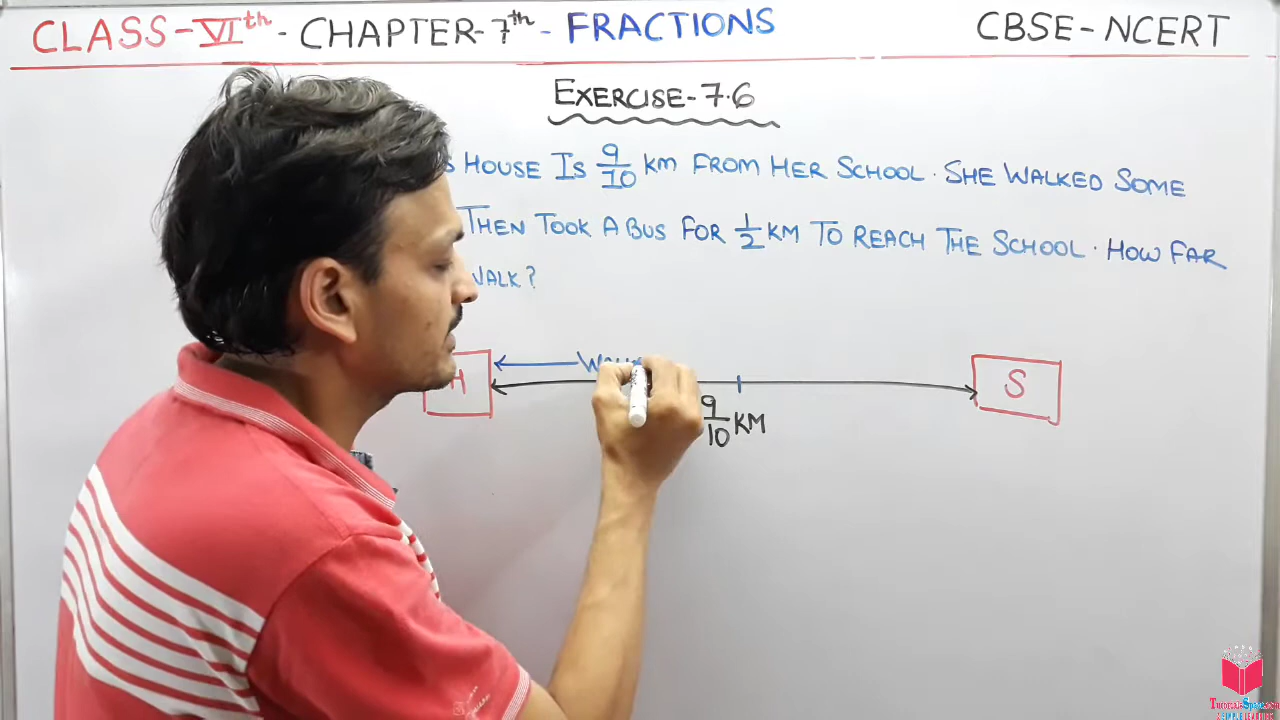 CLASS-VIth - CHAPTER-7th - FRACTIONS CBSE-NCERT
EXERCISE-7.6
HOUSE IS 9/10 KM FROM HER SCHOOL. SHE WALKED SOME
THEN TOOK A BUS FOR 1/2 KM TO REACH THE SCHOOL. HOW FAR
WALK?
H S
9/10 KM